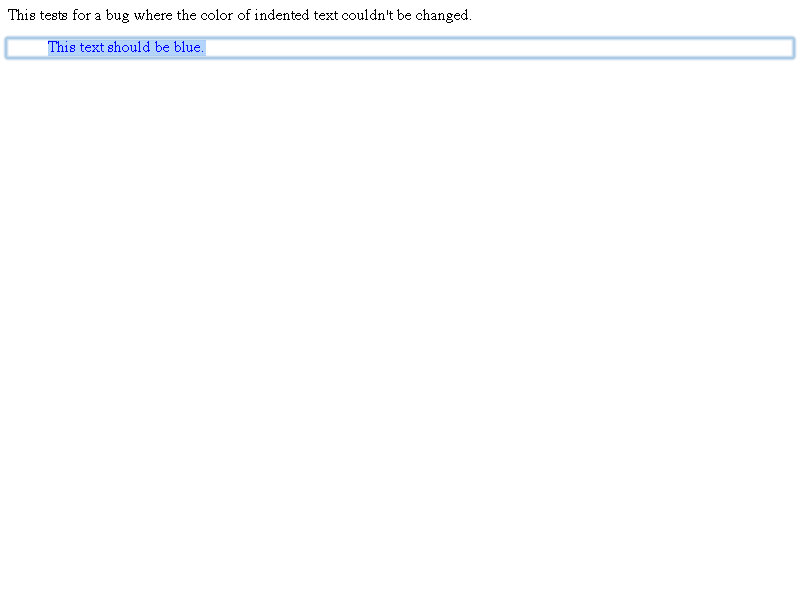 This tests for a bug where the color of indented text couldn't be changed.
This text should be blue.